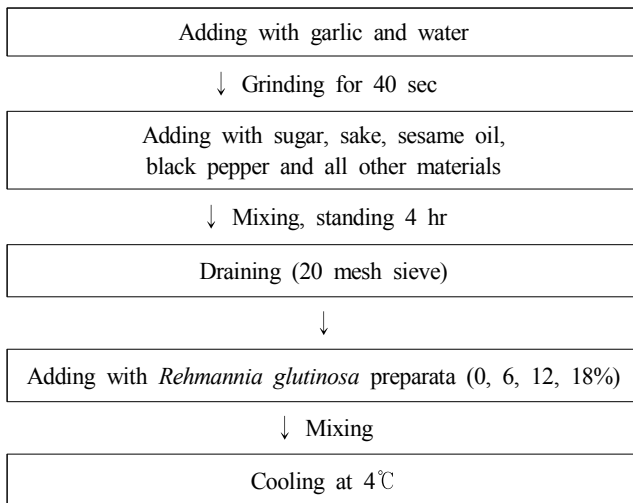 Adding with garlic and water
↓ Grinding for 40 sec
Adding with sugar, sake, sesame oil,
black pepper and all other materials
↓ Mixing, standing 4 hr
Draining (20 mesh sieve)
↓
Adding with Rehmannia glutinosa preparata (0, 6, 12, 18%)
↓ Mixing
Cooling at 4℃